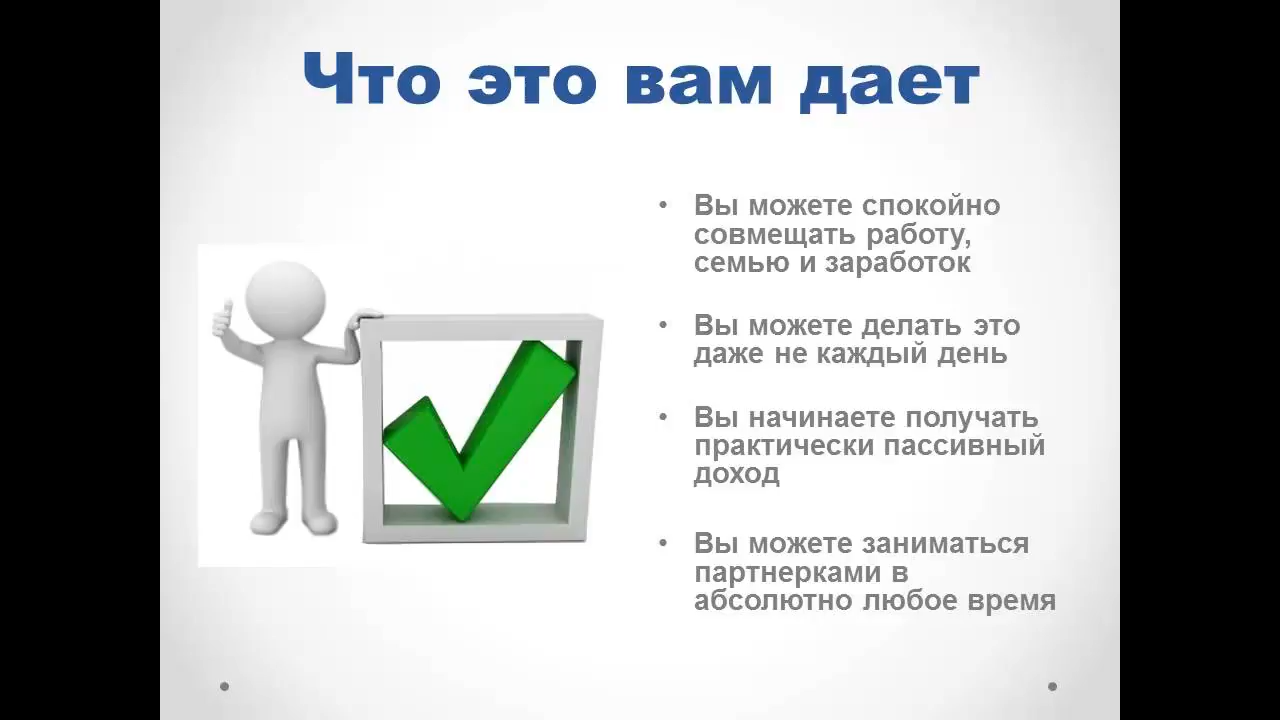 Что это вам дает
• Вы можете спокойно
совмещать работу,
семью и заработок
• Вы можете делать это
даже не каждый день
• Вы начинаете получать
практически пассивный
доход
• Вы можете заниматься
партнерками в
абсолютно любое время